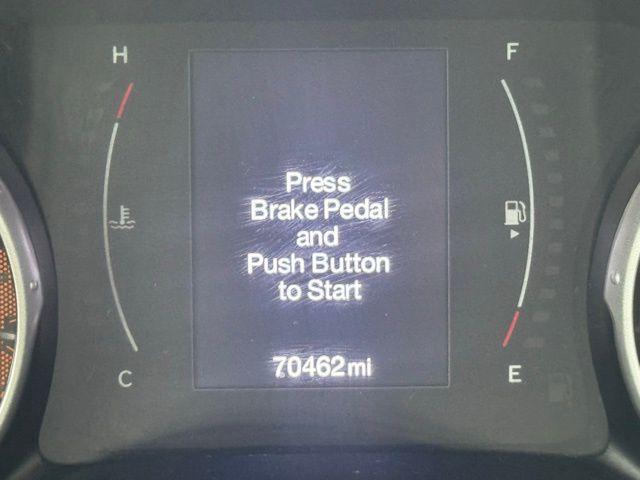 H
F
Press
Brake Pedal
and
Push Button
to Start
70462 mi
C
E